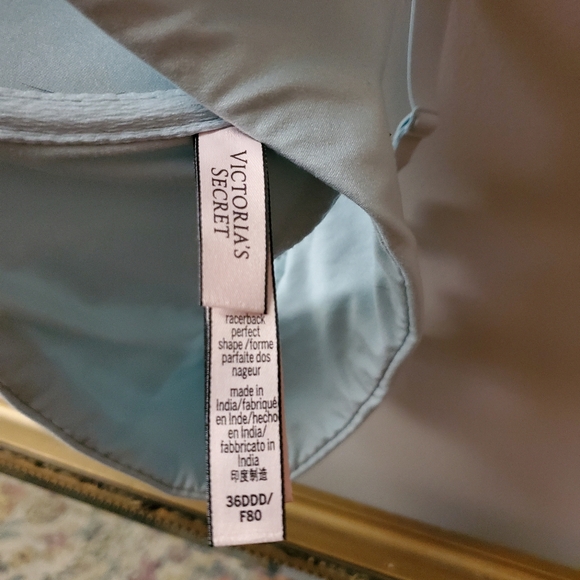 VICTORIA'S
SECRET
racerback
perfect
shape /forme
parfaite dos
nageur
made in
India/fabriqué
en Inde/hecho
en India/
fabbricato in
India
印度制造
36DDD/
F80